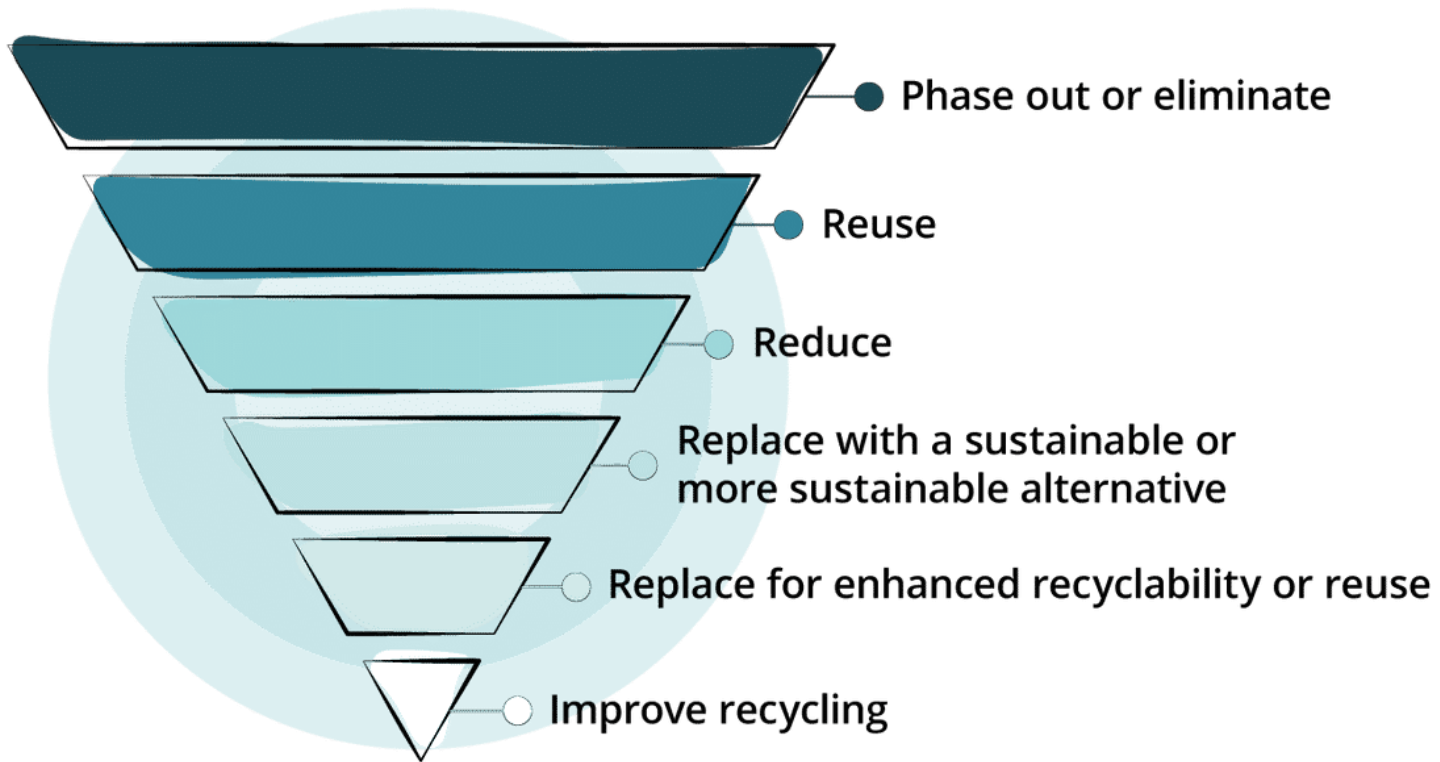 Phase out or eliminate
Reuse
Reduce
Replace with a sustainable or
more sustainable alternative
Replace for enhanced recyclability or reuse
Improve recycling